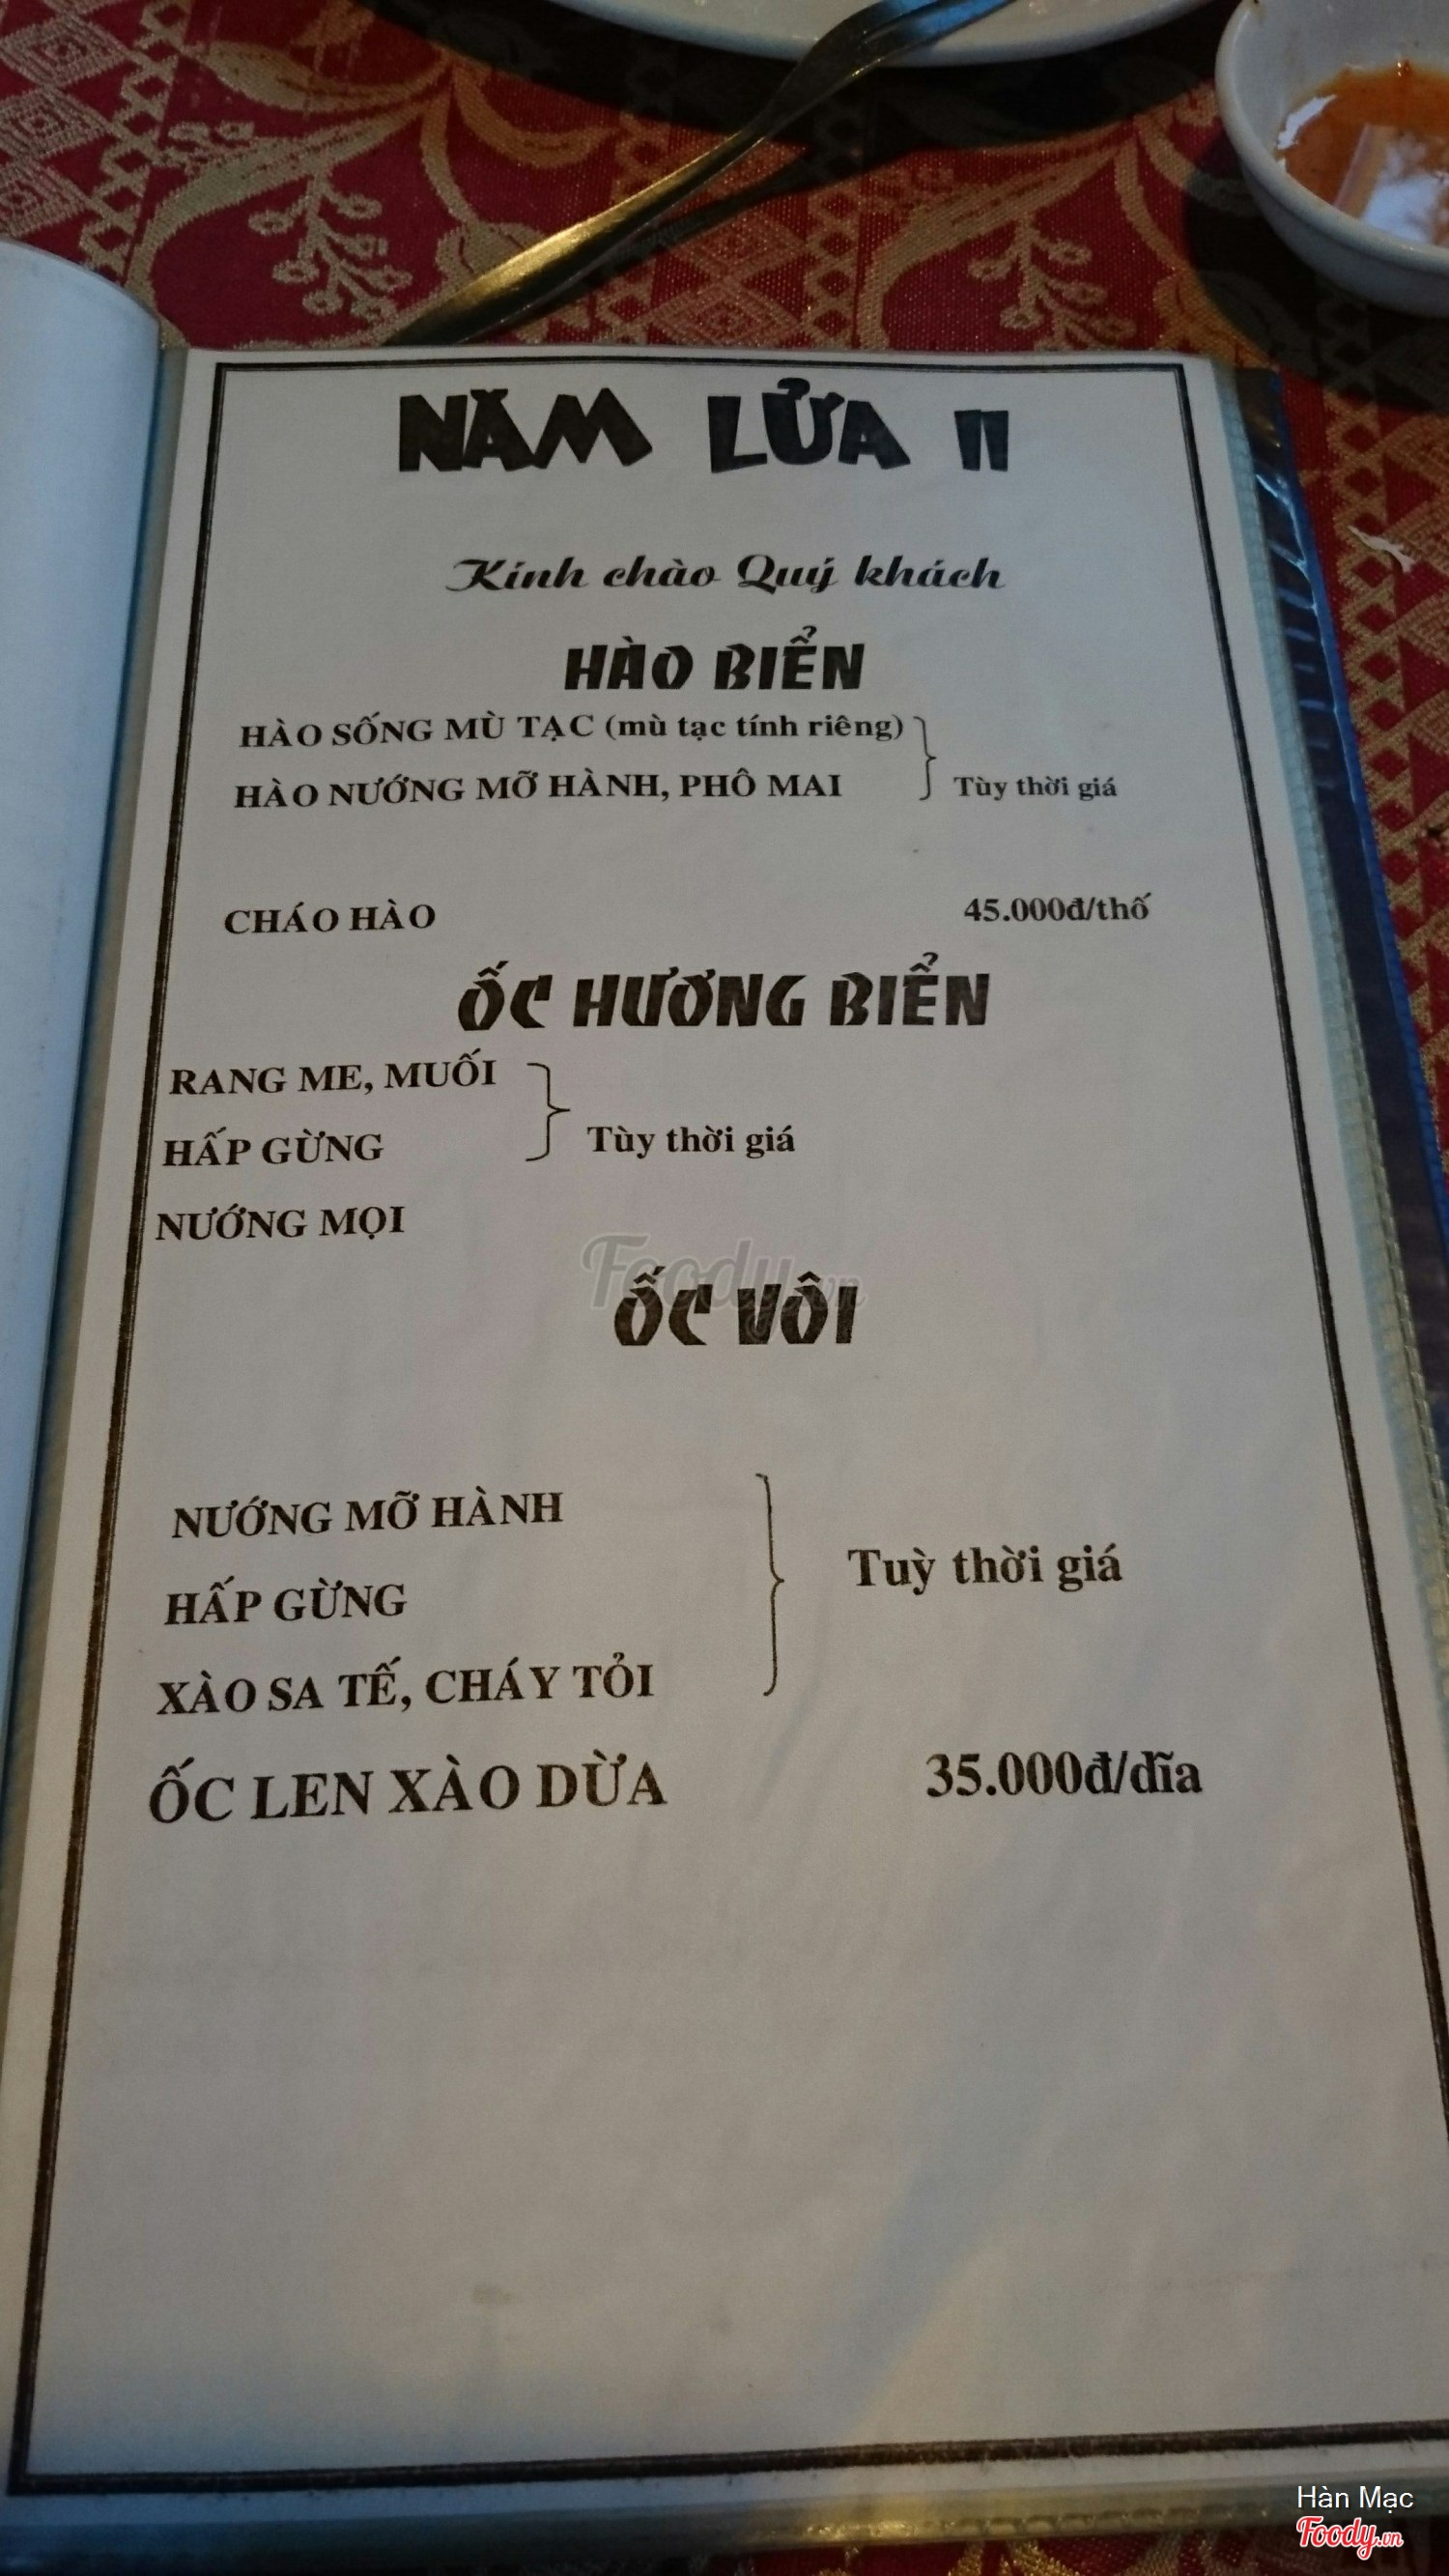 NĂM LỬA II
Kính chào Quý khách
HÀO BIỂN
HÀO SỐNG MÙ TẠC (mù tạc tính riêng)
HÀO NƯỚNG MỠ HÀNH, PHÔ MAI
Tùy thời giá
CHÁO HÀO 45.000đ/thố
ỐC HƯƠNG BIỂN
RANG ME, MUỐI
HẤP GỪNG
Tùy thời giá
NƯỚNG MỌI
Foody.vn
ỐC VÔI
NƯỚNG MỠ HÀNH
Tuỳ thời giá
HẤP GỪNG
XÀO SA TẾ, CHÁY TỎI
ỐC LEN XÀO DỪA 35.000đ/dĩa
Hàn Mạc
Foody.vn